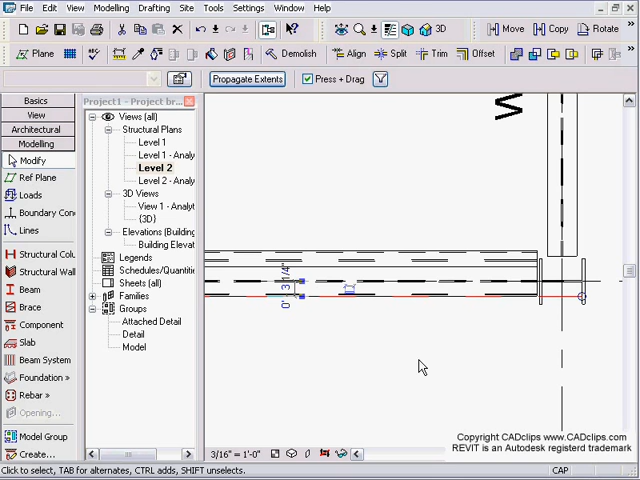 File Edit View Modelling Drafting Site Tools Settings Window Help
3D Move Copy Rotate
Plane Demolish Align Split Trim Offset
Propagate Extents Press + Drag
Basics
View
Architectural
Modelling
Modify
Ref Plane
Loads
Boundary Con
Lines
Structural Colu
Structural Wall
Beam
Brace
Component
Slab
Beam System
Foundation »
Rebar »
Opening...
Model Group
Create...
Project1 - Project br...
Views (all)
Structural Plans
Level 1
Level 1 - Analy
Level 2
Level 2 - Analy
3D Views
View 1 - Analyt
{3D}
Elevations (Building
Building Elevat
Legends
Schedules/Quantiti
Sheets (all)
Families
Groups
Attached Detail
Detail
Model
W
0' 3 1/4"
3/16" = 1'-0"
Copyright CADclips www.CADclips.com
REVIT is an Autodesk registerd trademark
Click to select, TAB for alternates, CTRL adds, SHIFT unselects.
CAP